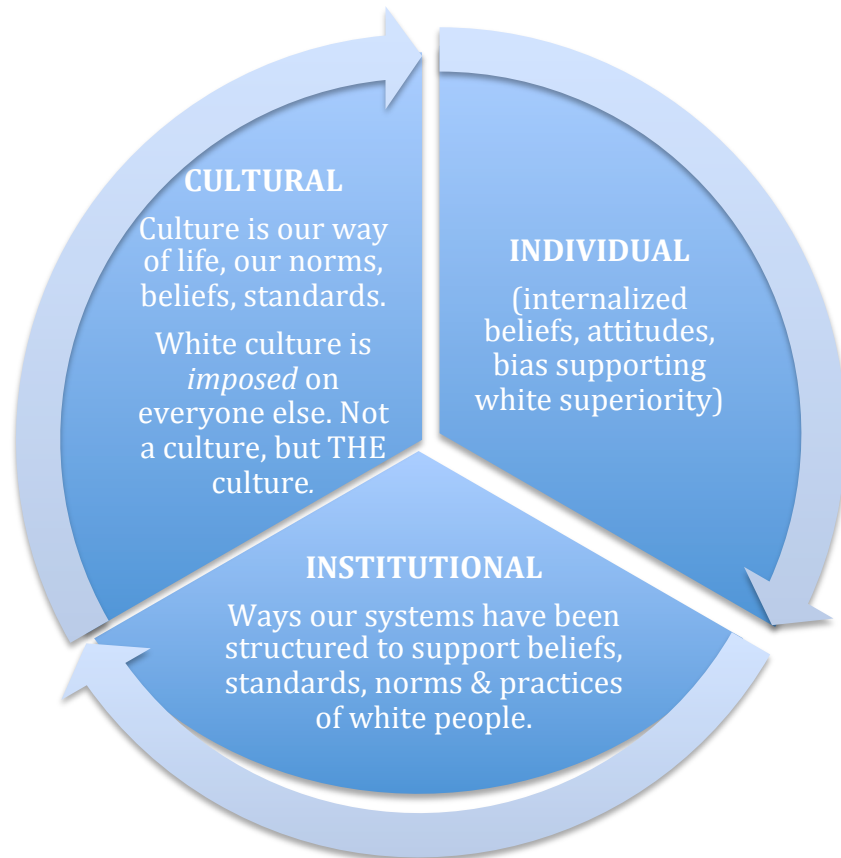 CULTURAL
Culture is our way
of life, our norms,
beliefs, standards.
White culture is
imposed on
everyone else. Not
a culture, but THE
culture.
INDIVIDUAL
(internalized
beliefs, attitudes,
bias supporting
white superiority)
INSTITUTIONAL
Ways our systems have been
structured to support beliefs,
standards, norms & practices
of white people.